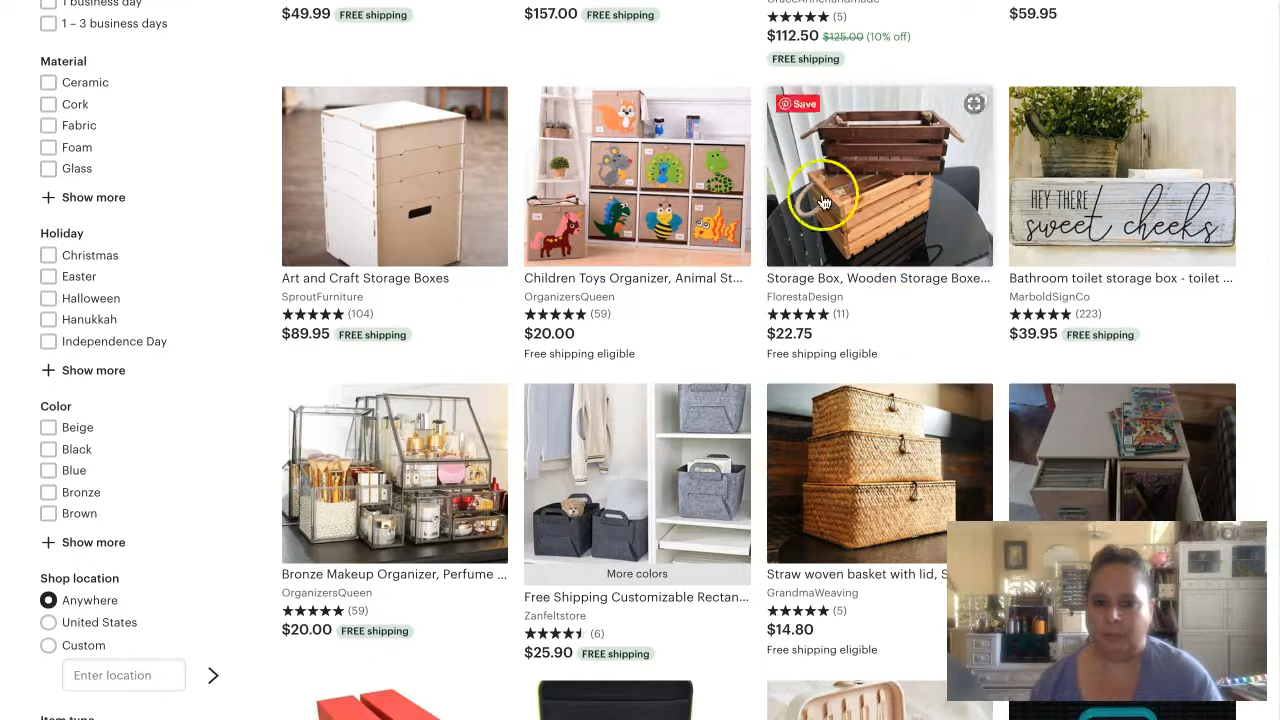 1 business day
1 – 3 business days
Material
Ceramic
Cork
Fabric
Foam
Glass
Show more
Holiday
Christmas
Easter
Halloween
Hanukkah
Independence Day
Show more
Color
Beige
Black
Blue
Bronze
Brown
Show more
Shop location
Anywhere
United States
Custom
Enter location
Item type
$49.99 FREE shipping
$157.00 FREE shipping
(5)
$112.50 $125.00 (10% off)
FREE shipping
$59.95
Art and Craft Storage Boxes
SproutFurniture
(104)
$89.95 FREE shipping
Children Toys Organizer, Animal St...
OrganizersQueen
(59)
$20.00
Free shipping eligible
Save
Storage Box, Wooden Storage Boxe...
FlorestaDesign
(11)
$22.75
Free shipping eligible
HEY THERE
sweet cheeks
Bathroom toilet storage box - toilet ...
MarboldSignCo
(223)
$39.95 FREE shipping
Bronze Makeup Organizer, Perfume ...
OrganizersQueen
(59)
$20.00 FREE shipping
More colors
Free Shipping Customizable Rectan...
Zanfeltstore
(6)
$25.90 FREE shipping
Straw woven basket with lid, S
GrandmaWeaving
(5)
$14.80
Free shipping eligible